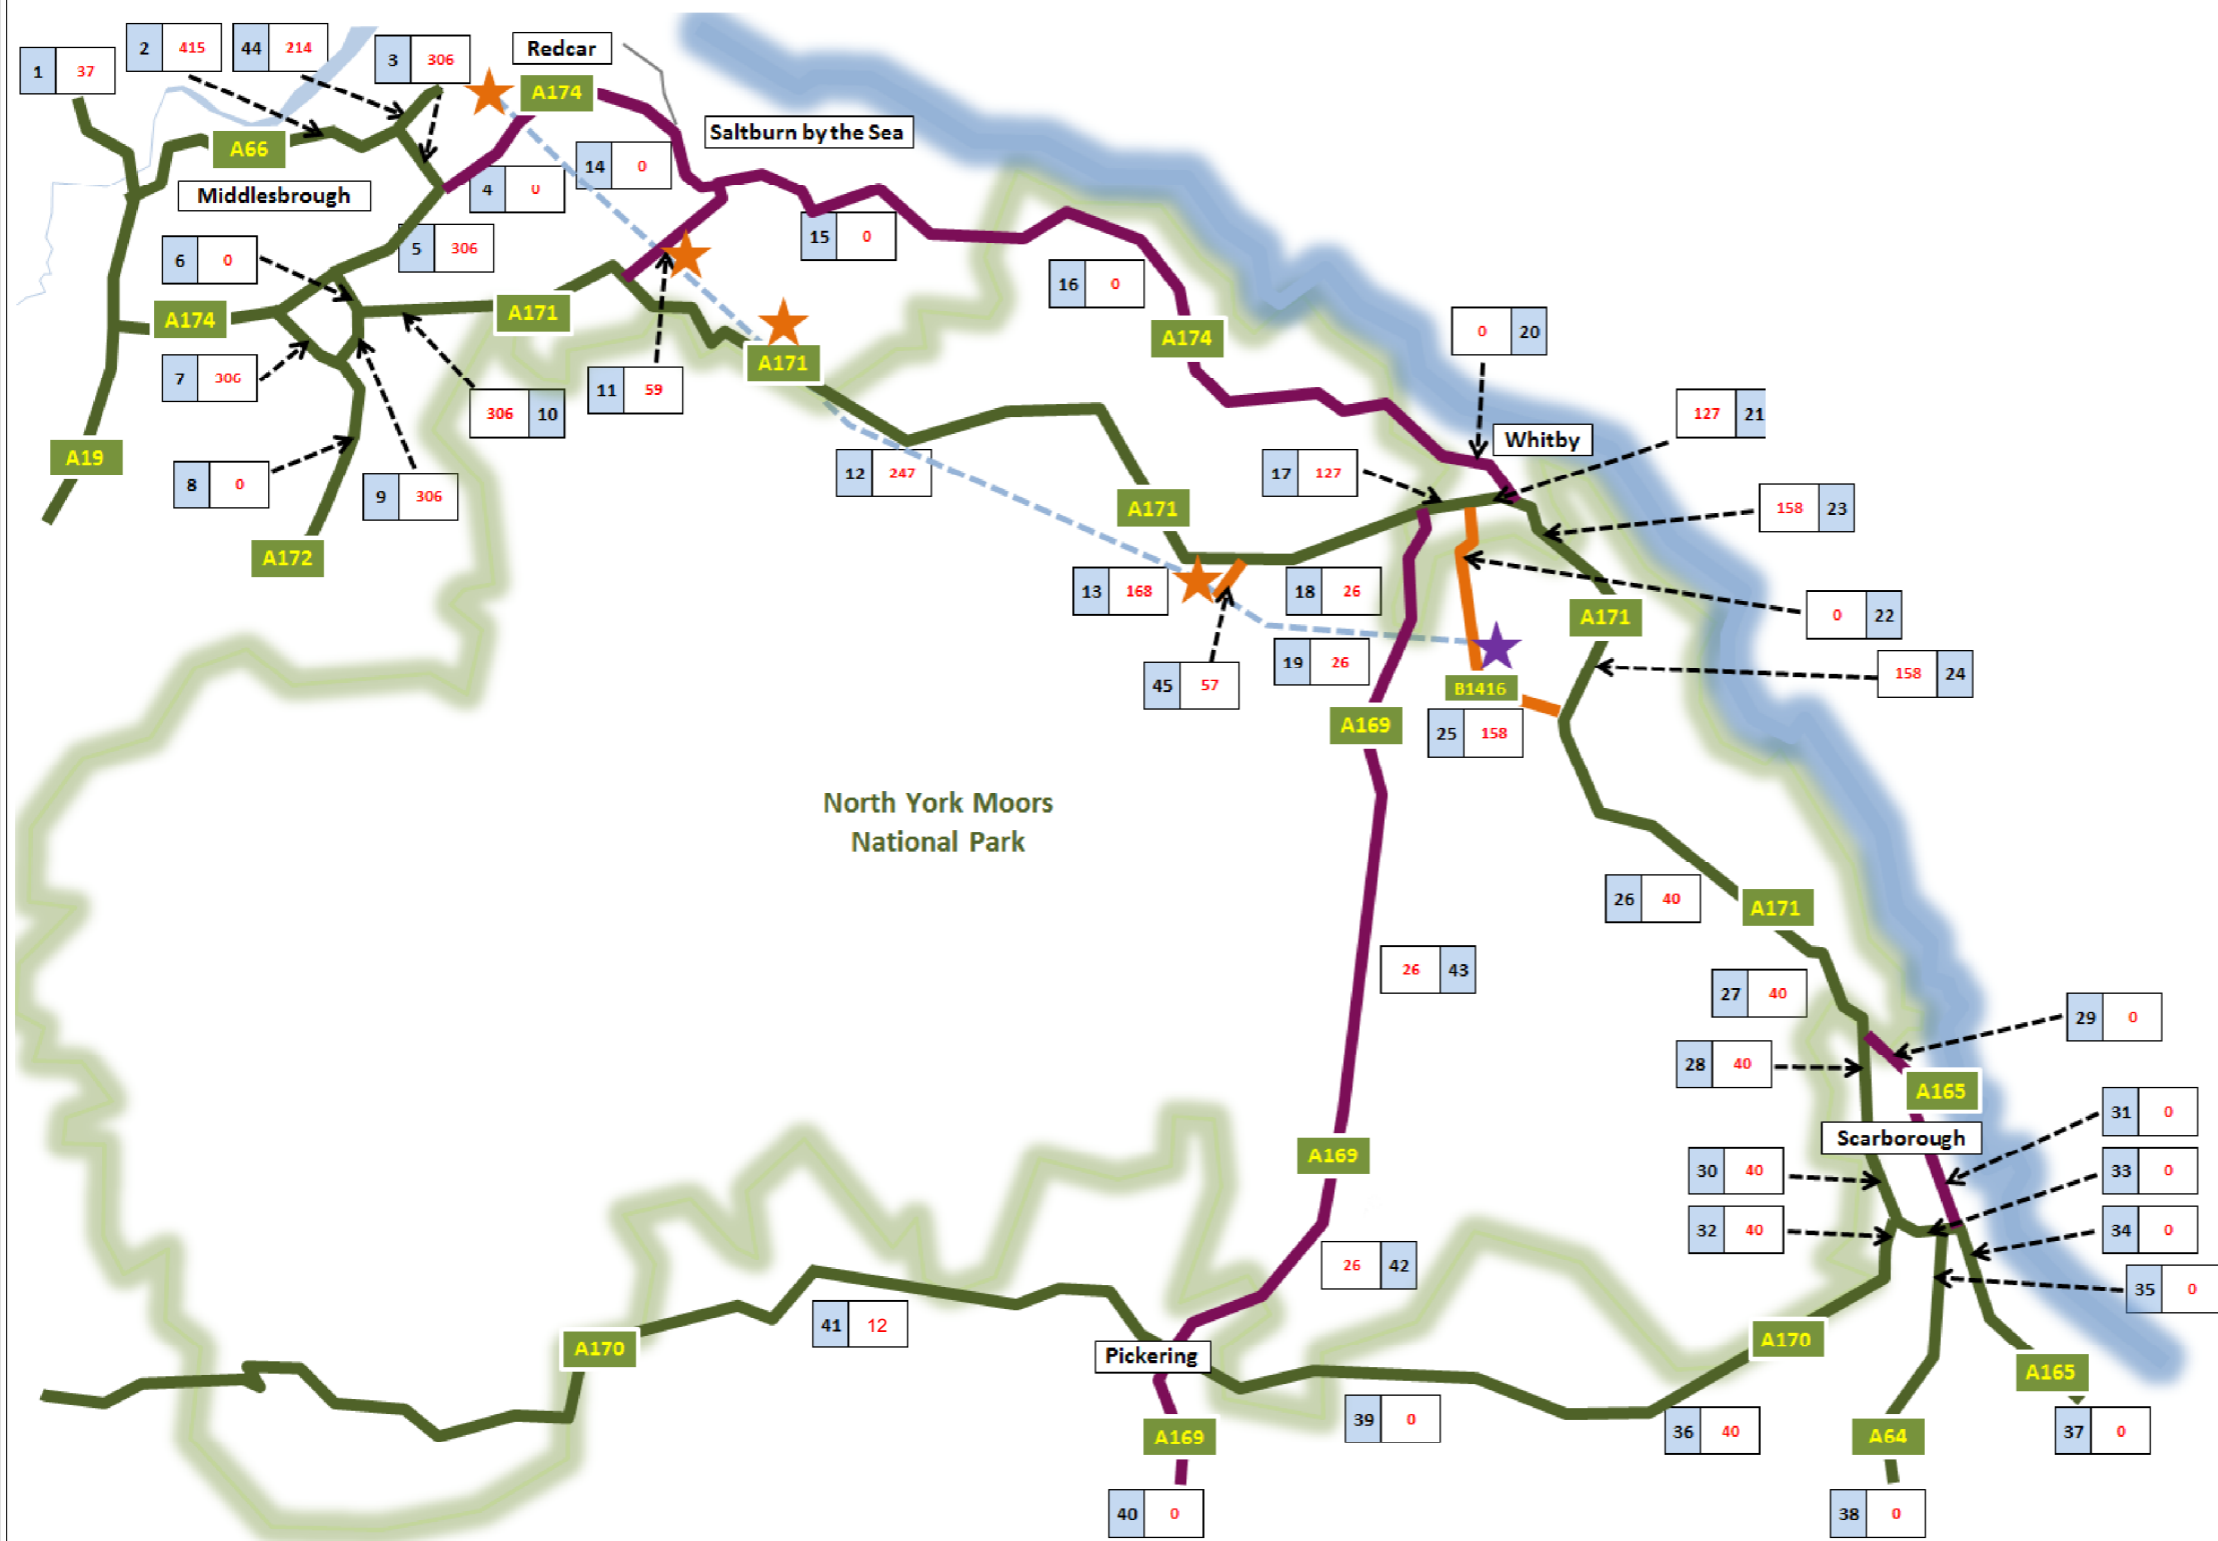 2 415
44 214
3 306
Redcar
1 37
A174
Saltburn by the Sea
A66
14 0
4 0
Middlesbrough
15 0
5 306
6 0
16 0
A171
A174
A174
0 20
A171
7 306
11 59
306 10
127 21
Whitby
A19
12 247
17 127
8 0
9 306
A171
158 23
A172
13 168
18 26
A171
0 22
19 26
45 57
B1416
158 24
A169
25 158
North York Moors
National Park
26 40
A171
26 43
27 40
29 0
28 40
A165
31 0
Scarborough
A169
30 40
33 0
32 40
34 0
26 42
35 0
41 12
A170
A170
Pickering
A165
39 0
36 40
A169
A64
37 0
40 0
38 0